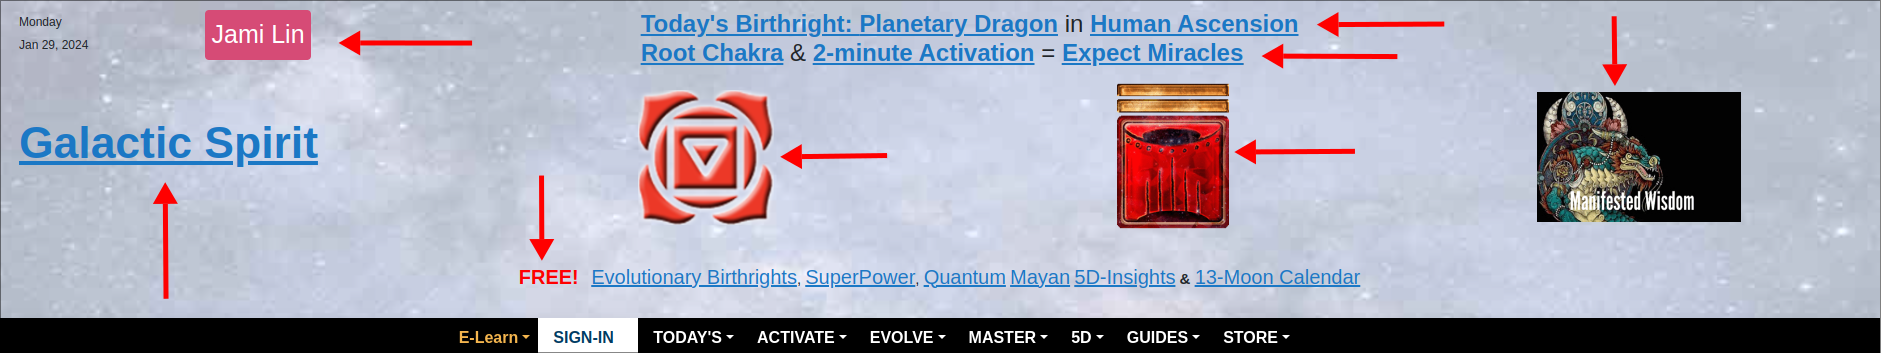 Monday
Jan 29, 2024
Jami Lin
Today's Birthright: Planetary Dragon in Human Ascension
Root Chakra & 2-minute Activation = Expect Miracles
Galactic Spirit
Manifested Wisdom
FREE! Evolutionary Birthrights, SuperPower, Quantum Mayan 5D-Insights & 13-Moon Calendar
E-Learn SIGN-IN TODAY'S ACTIVATE EVOLVE MASTER 5D GUIDES STORE